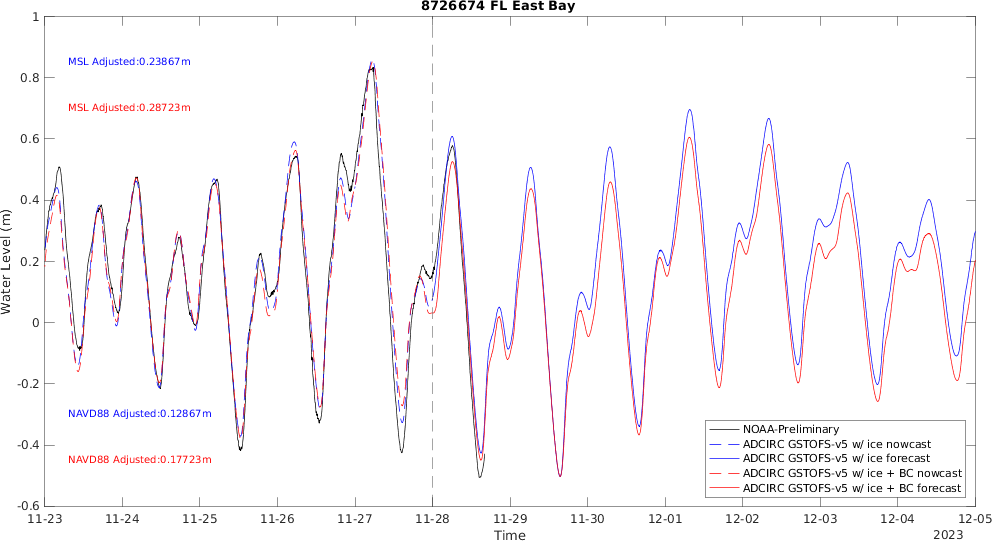 8726674 FL East Bay
1
0.8
0.6
0.4
0.2
0
-0.2
-0.4
-0.6
Water Level (m)
MSL Adjusted:0.23867m
MSL Adjusted:0.28723m
NAVD88 Adjusted:0.12867m
NAVD88 Adjusted:0.17723m
NOAA-Preliminary
ADCIRC GSTOFS-v5 w/ ice nowcast
ADCIRC GSTOFS-v5 w/ ice forecast
ADCIRC GSTOFS-v5 w/ ice + BC nowcast
ADCIRC GSTOFS-v5 w/ ice + BC forecast
11-23 11-24 11-25 11-26 11-27 11-28 11-29 11-30 12-01 12-02 12-03 12-04 12-05
Time
2023